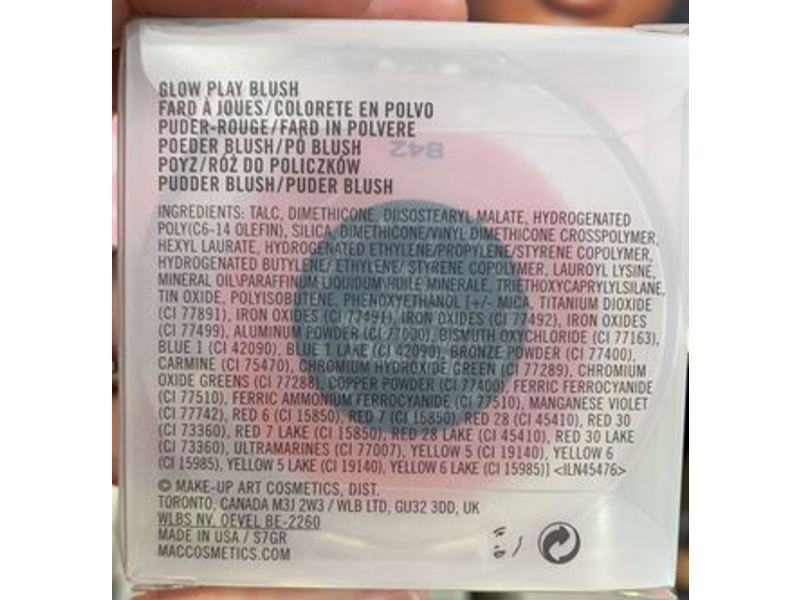 GLOW PLAY BLUSH
FARD À JOUES/COLORETE EN POLVO
PUDER-ROUGE/FARD IN POLVERE
POEDER BLUSH/PÓ BLUSH
POYZ/RÓŻ DO POLICZKÓW
PUDDER BLUSH/PUDER BLUSH
B42
INGREDIENTS: TALC, DIMETHICONE, DIISOSTEARYL MALATE, HYDROGENATED
POLY(C6-14 OLEFIN), SILICA, DIMETHICONE/VINYL DIMETHICONE CROSSPOLYMER,
HEXYL LAURATE, HYDROGENATED ETHYLENE/PROPYLENE/STYRENE COPOLYMER,
HYDROGENATED BUTYLENE/ ETHYLENE/ STYRENE COPOLYMER, LAUROYL LYSINE,
MINERAL OIL\PARAFFINUM LIQUIDUM\HUILE MINERALE, TRIETHOXYCAPRYLYLSILANE,
TIN OXIDE, POLYISOBUTENE, PHENOXYETHANOL [+/- MICA, TITANIUM DIOXIDE
(CI 77891), IRON OXIDES (CI 77491), IRON OXIDES (CI 77492), IRON OXIDES
(CI 77499), ALUMINUM POWDER (CI 77000), BISMUTH OXYCHLORIDE (CI 77163),
BLUE 1 (CI 42090), BLUE 1 LAKE (CI 42090), BRONZE POWDER (CI 77400),
CARMINE (CI 75470), CHROMIUM HYDROXIDE GREEN (CI 77289), CHROMIUM
OXIDE GREENS (CI 77288), COPPER POWDER (CI 77400), FERRIC FERROCYANIDE
(CI 77510), FERRIC AMMONIUM FERROCYANIDE (CI 77510), MANGANESE VIOLET
(CI 77742), RED 6 (CI 15850), RED 7 (CI 15850), RED 28 (CI 45410), RED 30
(CI 73360), RED 7 LAKE (CI 15850), RED 28 LAKE (CI 45410), RED 30 LAKE
(CI 73360), ULTRAMARINES (CI 77007), YELLOW 5 (CI 19140), YELLOW 6
(CI 15985), YELLOW 5 LAKE (CI 19140), YELLOW 6 LAKE (CI 15985)] <ILN45476>
© MAKE-UP ART COSMETICS, DIST.
TORONTO, CANADA M3J 2W3 / WLB LTD, GU32 3DD, UK
WLBS NV. OEVEL BE-2260
MADE IN USA / S7GR
MACCOSMETICS.COM